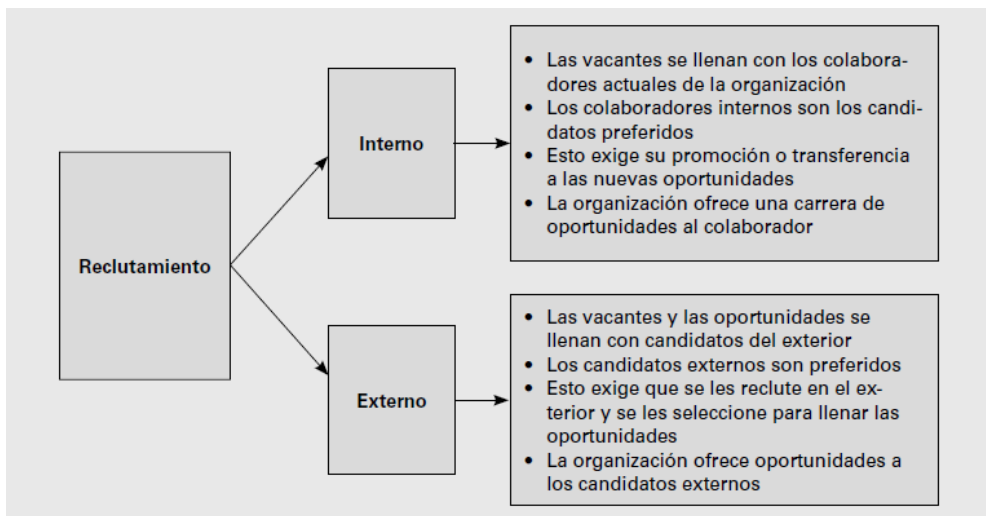 Reclutamiento
Interno
• Las vacantes se llenan con los colabora-
dores actuales de la organización
• Los colaboradores internos son los candi-
datos preferidos
• Esto exige su promoción o transferencia
a las nuevas oportunidades
• La organización ofrece una carrera de
oportunidades al colaborador
Externo
• Las vacantes y las oportunidades se
llenan con candidatos del exterior
• Los candidatos externos son preferidos
• Esto exige que se les reclute en el ex-
terior y se les seleccione para llenar las
oportunidades
• La organización ofrece oportunidades a
los candidatos externos